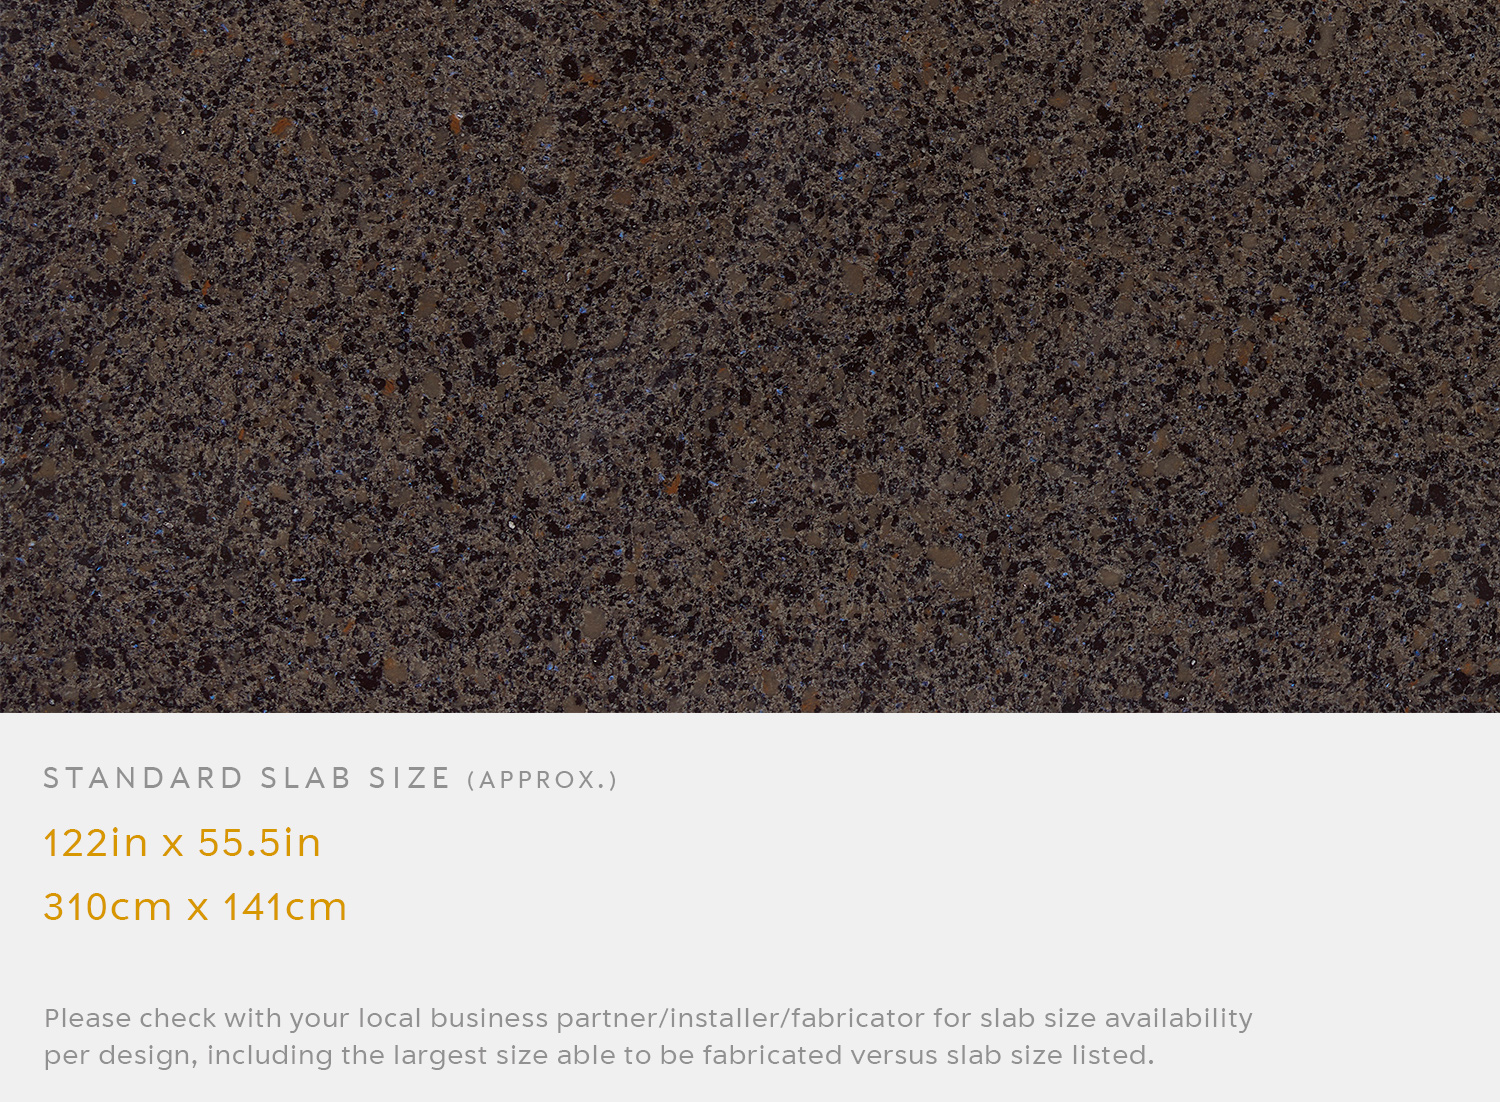 STANDARD SLAB SIZE (APPROX.)
122in x 55.5in
310cm x 141cm
Please check with your local business partner/installer/fabricator for slab size availability
per design, including the largest size able to be fabricated versus slab size listed.